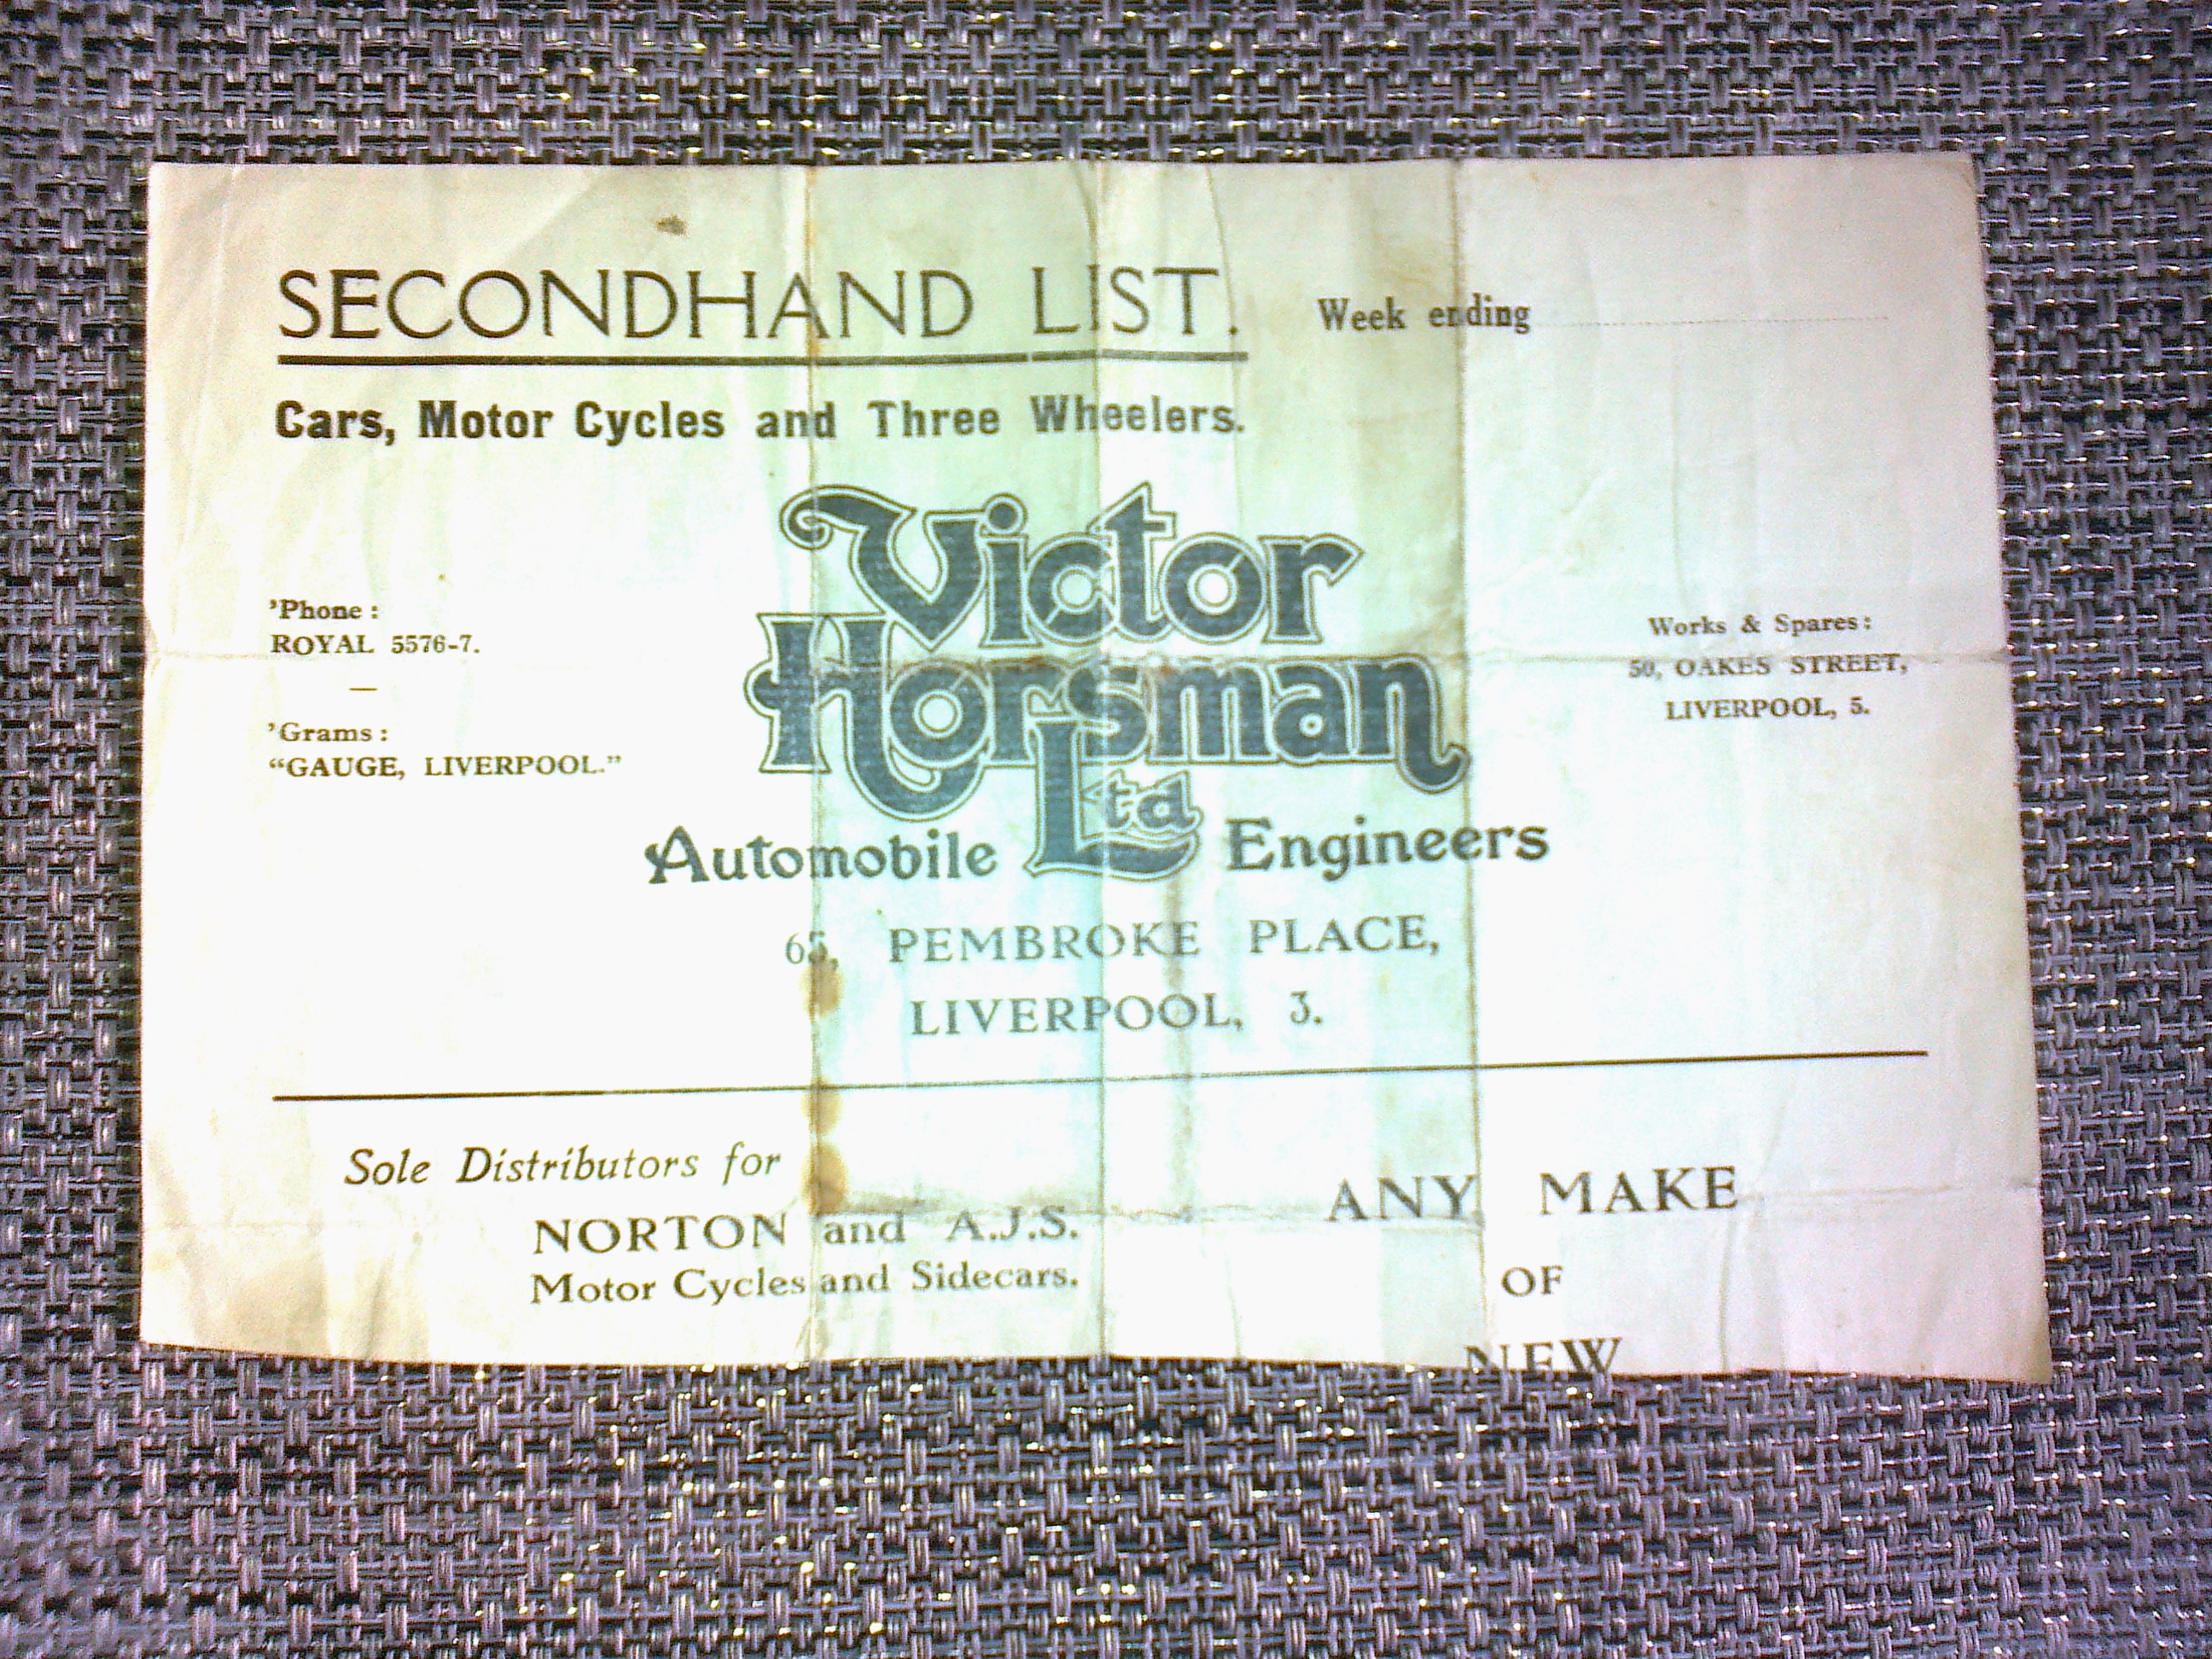 SECONDHAND LIST. Week ending
Cars, Motor Cycles and Three Wheelers.
Victor
Horsman
Ltd
Automobile Engineers
'Phone :
ROYAL 5576-7.
—
'Grams :
"GAUGE, LIVERPOOL."
Works & Spares:
50, OAKES STREET,
LIVERPOOL, 5.
65, PEMBROKE PLACE,
LIVERPOOL, 3.
Sole Distributors for
NORTON and A.J.S.
Motor Cycles and Sidecars.
ANY MAKE
OF
NEW